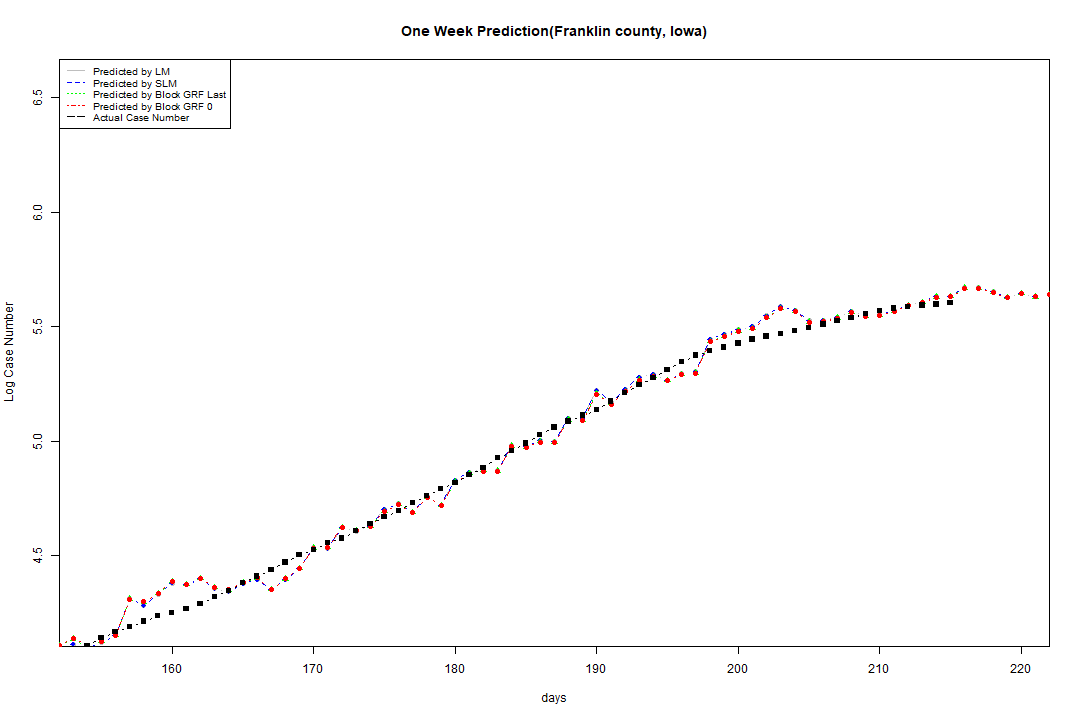 One Week Prediction(Franklin county, Iowa)
Predicted by LM
Predicted by SLM
Predicted by Block GRF Last
Predicted by Block GRF 0
Actual Case Number
6.5
6.0
5.5
5.0
4.5
Log Case Number
160 170 180 190 200 210 220
days